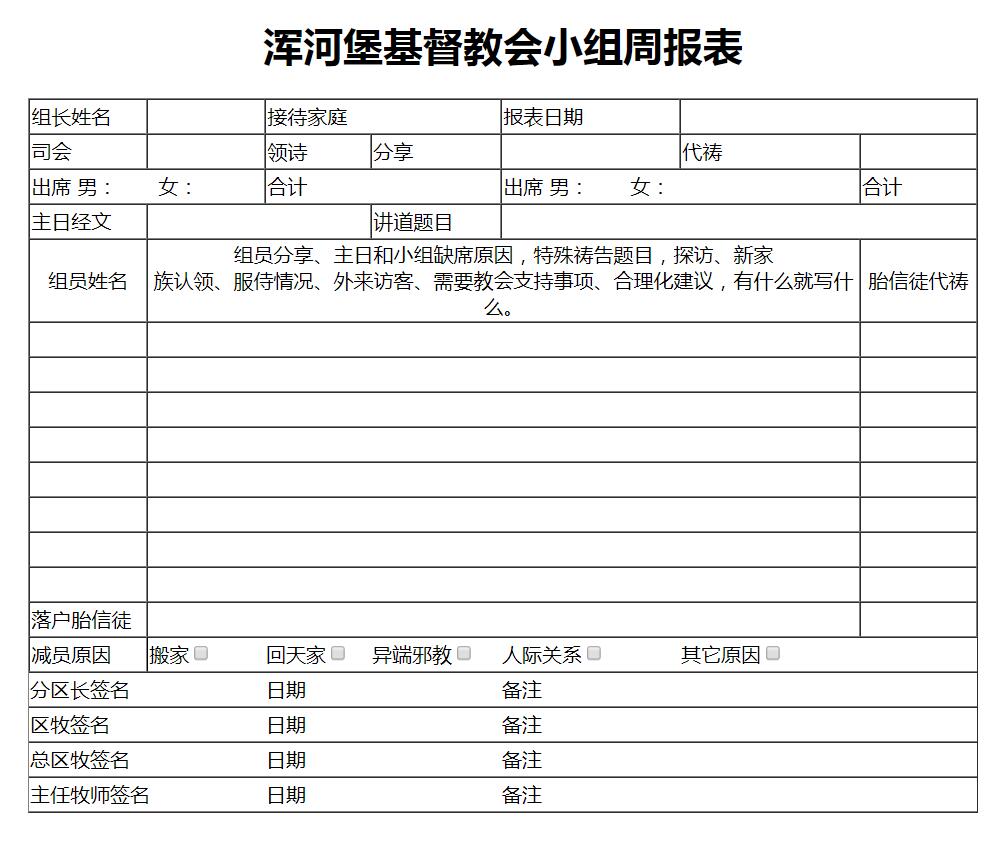 浑河堡基督教会小组周报表
组长姓名 接待家庭 报表日期
司会 领诗 分享 代祷
出席 男： 女： 合计 出席 男： 女： 合计
主日经文 讲道题目
组员姓名 组员分享、主日和小组缺席原因，特殊祷告题目，探访、新家 胎信徒代祷
族认领、服侍情况、外来访客、需要教会支持事项、合理化建议，有什么就写什
么。
落户胎信徒
减员原因 搬家 回天家 异端邪教 人际关系 其它原因
分区长签名 日期 备注
区牧签名 日期 备注
总区牧签名 日期 备注
主任牧师签名 日期 备注